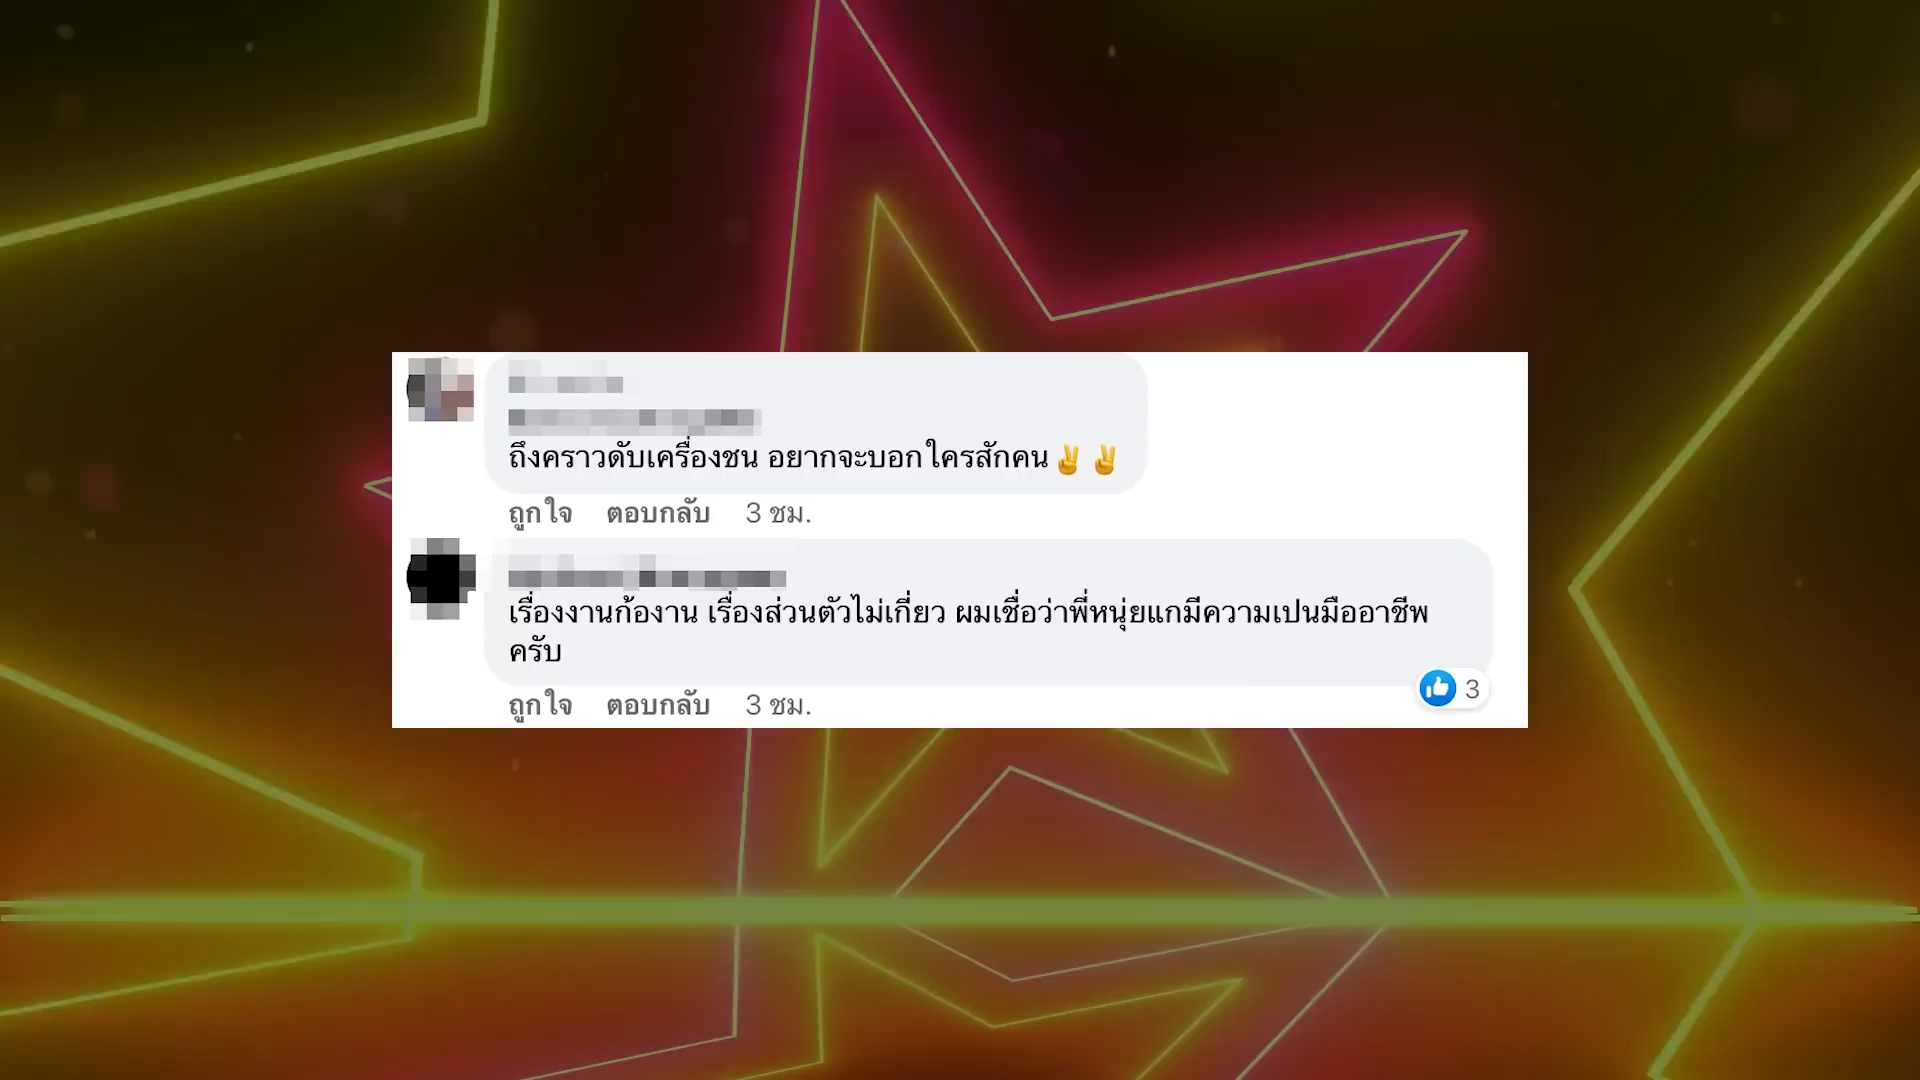 ถึงคราวดับเครื่องชน อยากจะบอกใครสักคน✌️✌️
ถูกใจ ตอบกลับ 3 ชม.
เรื่องงานก้องาน เรื่องส่วนตัวไม่เกี่ยว ผมเชื่อว่าพี่หนุ่ยแกมีความเปนมืออาชีพ
ครับ
3
ถูกใจ ตอบกลับ 3 ชม.